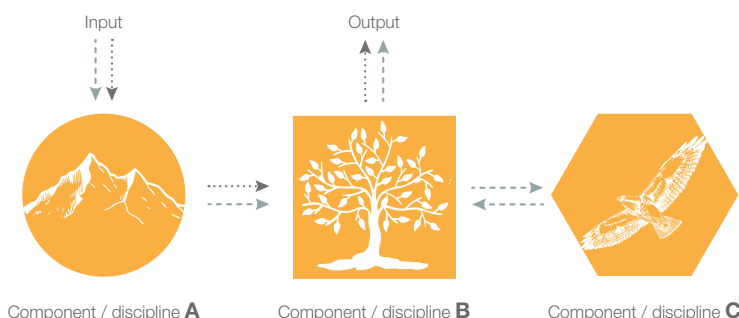 Input
Output
Component / discipline A
Component / discipline B
Component / discipline C